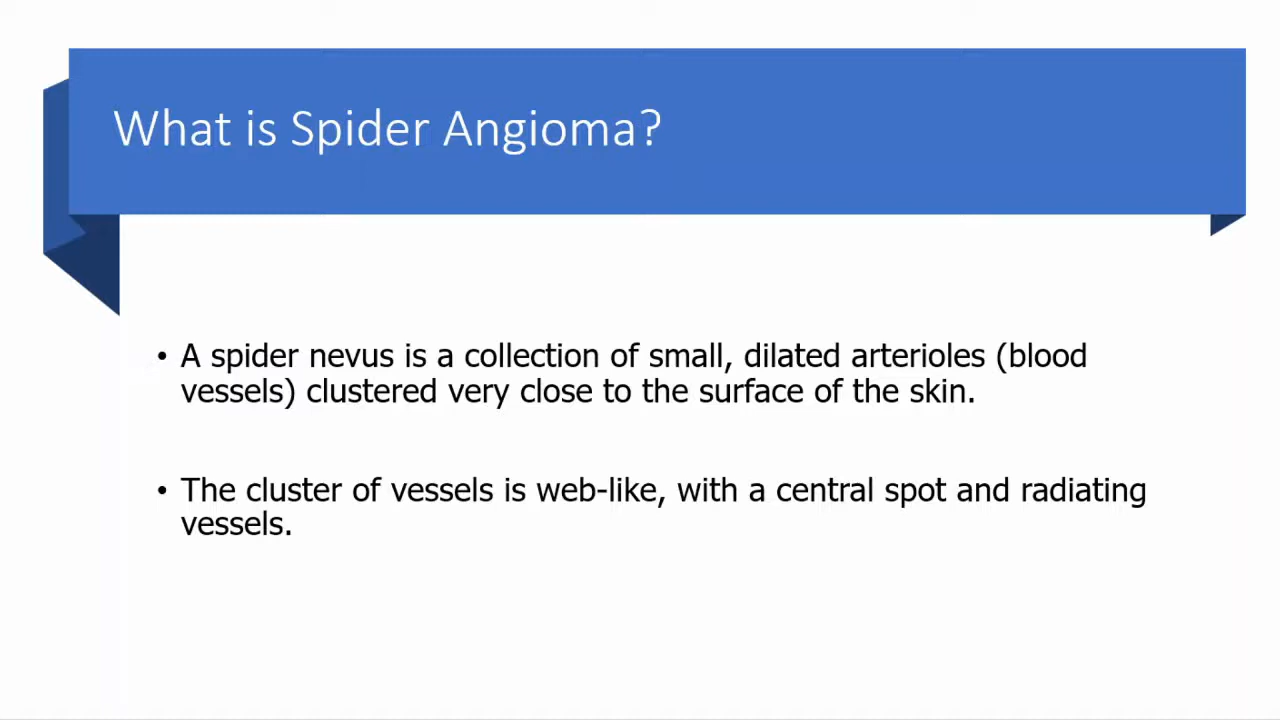 What is Spider Angioma?
• A spider nevus is a collection of small, dilated arterioles (blood
vessels) clustered very close to the surface of the skin.
• The cluster of vessels is web-like, with a central spot and radiating
vessels.